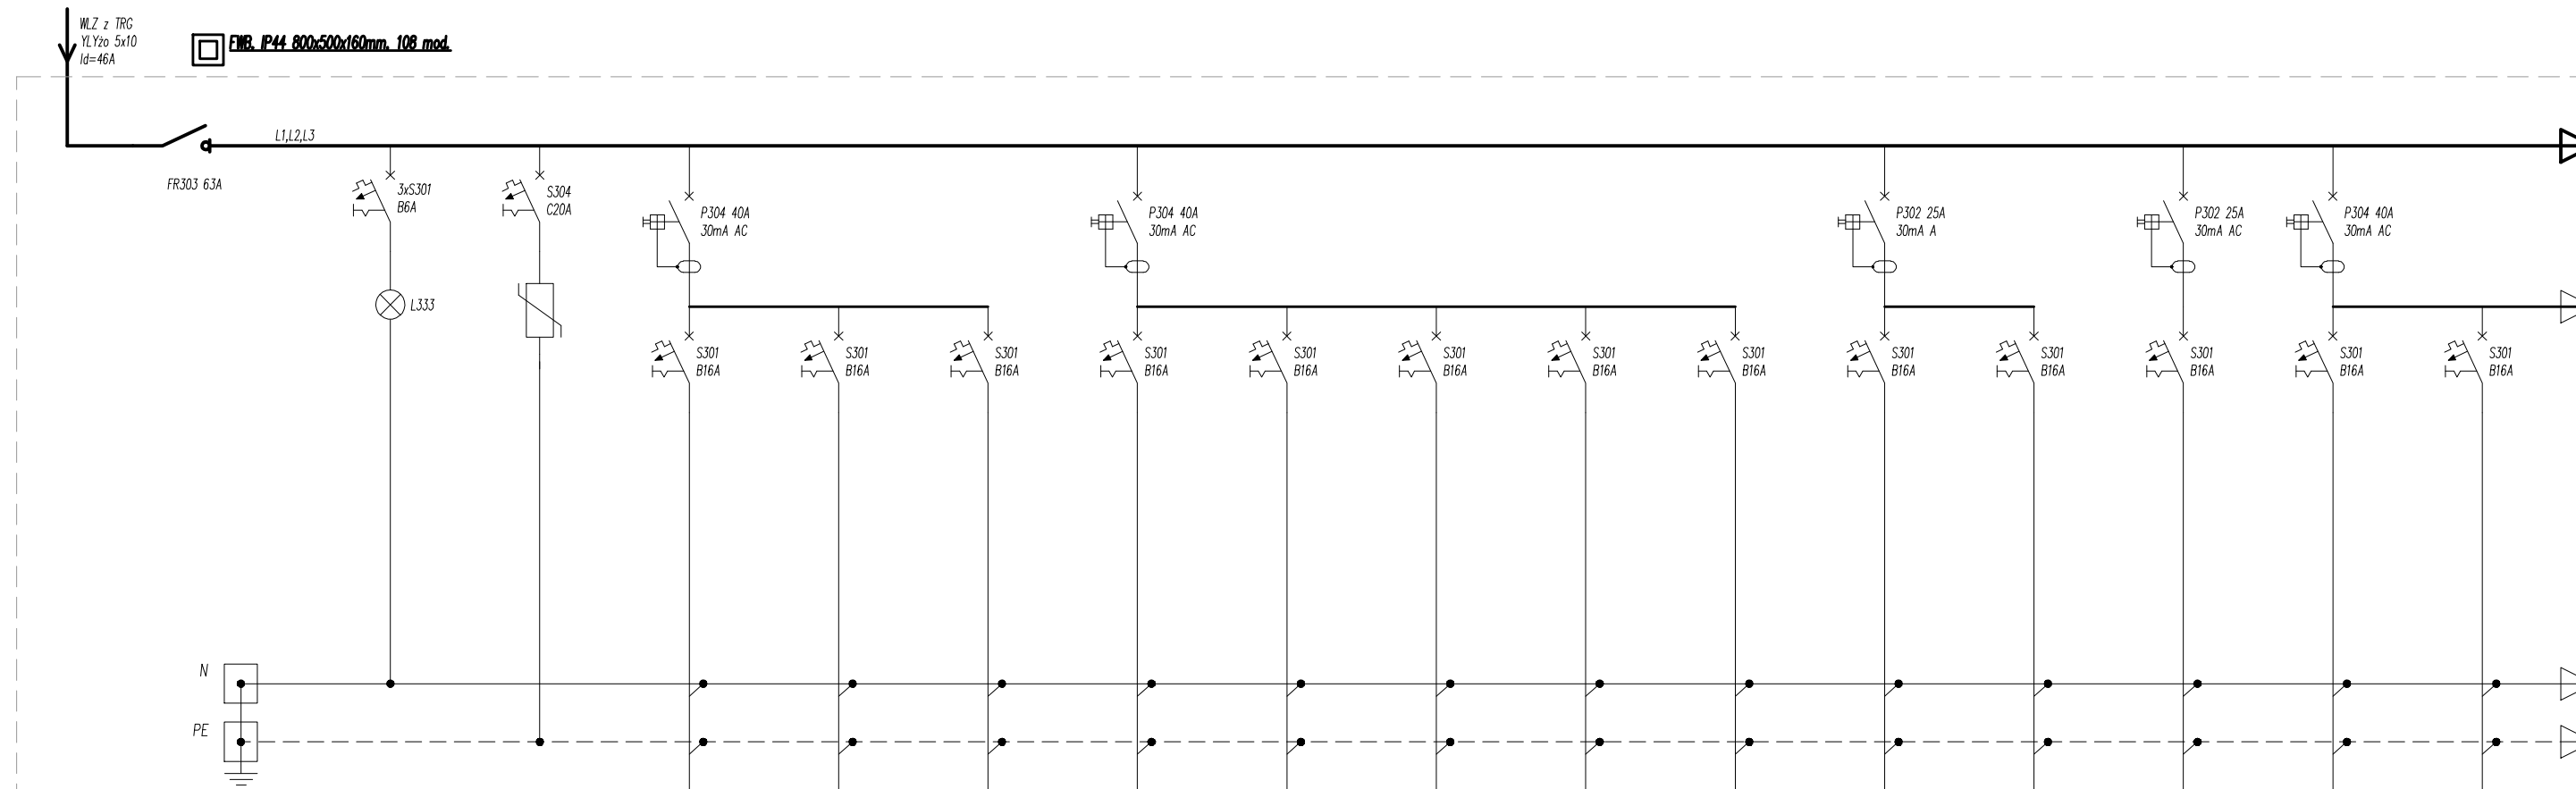 WLZ z TRG
YLYżo 5x10
Id=46A
FWB. IP44 800x500x160mm. 108 mod.
L1,L2,L3
FR303 63A
3xS301
B6A
S304
C20A
P304 40A
30mA AC
P304 40A
30mA AC
P302 25A
30mA A
P302 25A
30mA AC
P304 40A
30mA AC
L333
S301
B16A
S301
B16A
S301
B16A
S301
B16A
S301
B16A
S301
B16A
S301
B16A
S301
B16A
S301
B16A
S301
B16A
S301
B16A
S301
B16A
S301
B16A
N
PE